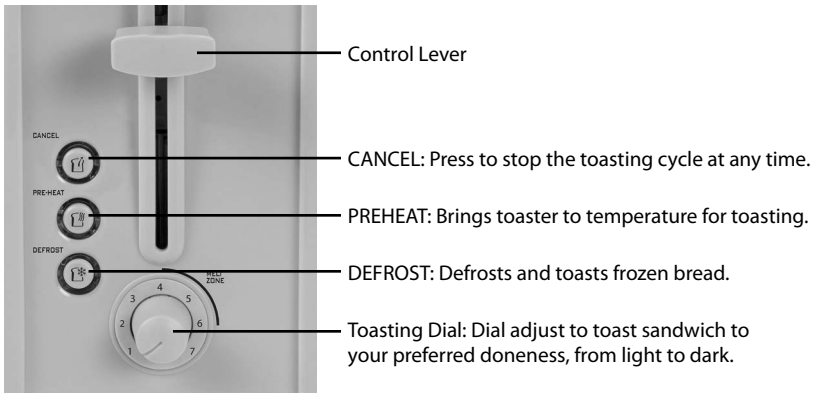 Control Lever
CANCEL
CANCEL: Press to stop the toasting cycle at any time.
PRE-HEAT
PREHEAT: Brings toaster to temperature for toasting.
DEFROST
DEFROST: Defrosts and toasts frozen bread.
MELT
ZONE
1 2 3 4 5 6 7
Toasting Dial: Dial adjust to toast sandwich to
your preferred doneness, from light to dark.